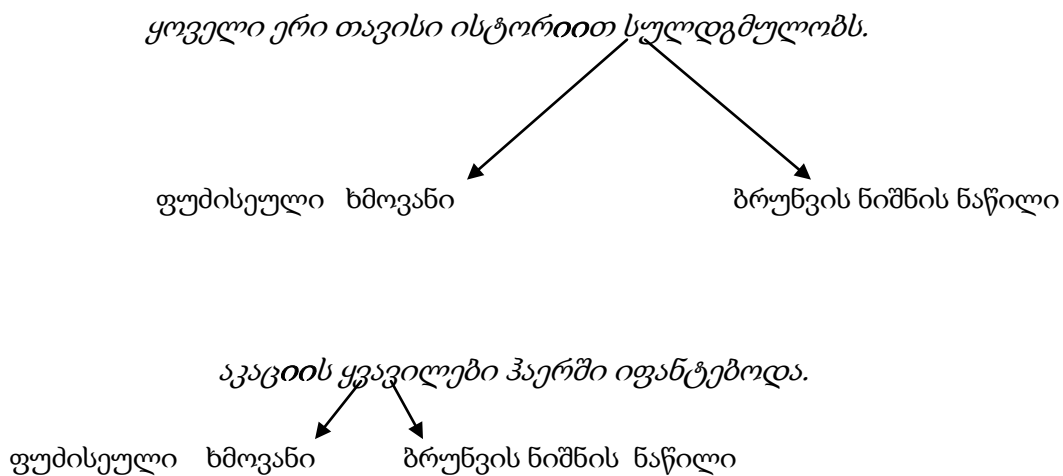 ყოველი ერი თავისი ისტორიით სულდგმულობს.
ფუძისეული ხმოვანი ბრუნვის ნიშნის ნაწილი
აკაციის ყვავილები ჰაერში იფანტებოდა.
ფუძისეული ხმოვანი ბრუნვის ნიშნის ნაწილი